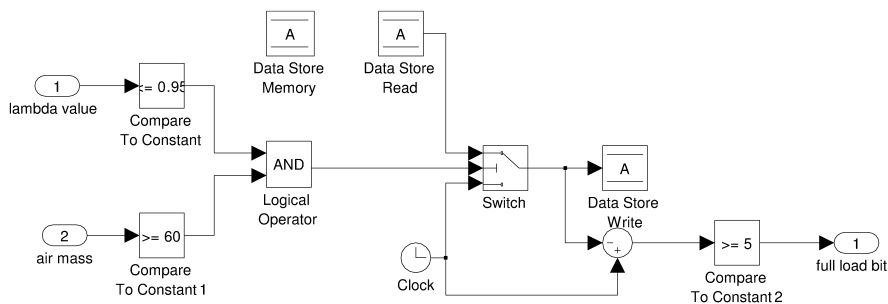 A
A
Data Store
Memory
Data Store
Read
1
lambda value
<= 0.95
Compare
To Constant
AND
Logical
Operator
Switch
A
Data Store
Write
2
air mass
>= 60
Compare
To Constant 1
Clock
-
+
>= 5
Compare
To Constant 2
1
full load bit